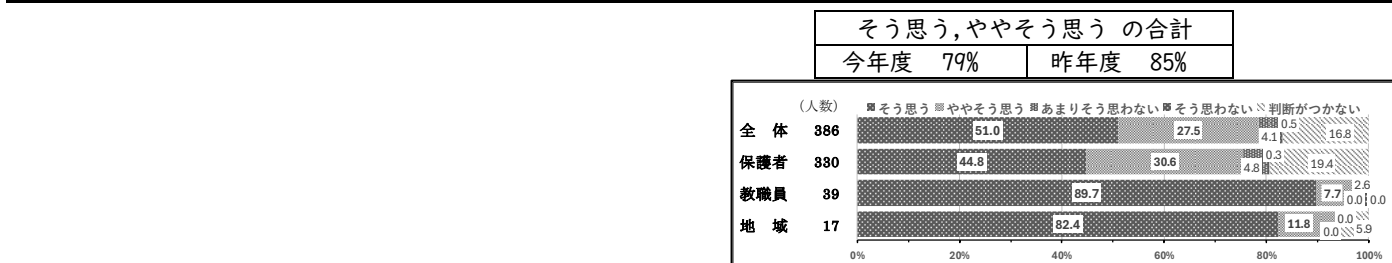 そう思う,ややそう思う の合計
今年度 79% 昨年度 85%
(人数) そう思う ややそう思う あまりそう思わない そう思わない 判断がつかない
全 体 386 51.0 27.5 4.1 0.5 16.8
保護者 330 44.8 30.6 4.8 0.3 19.4
教職員 39 89.7 7.7 2.6 0.0 0.0
地 域 17 82.4 11.8 0.0 0.0 5.9
0% 20% 40% 60% 80% 100%